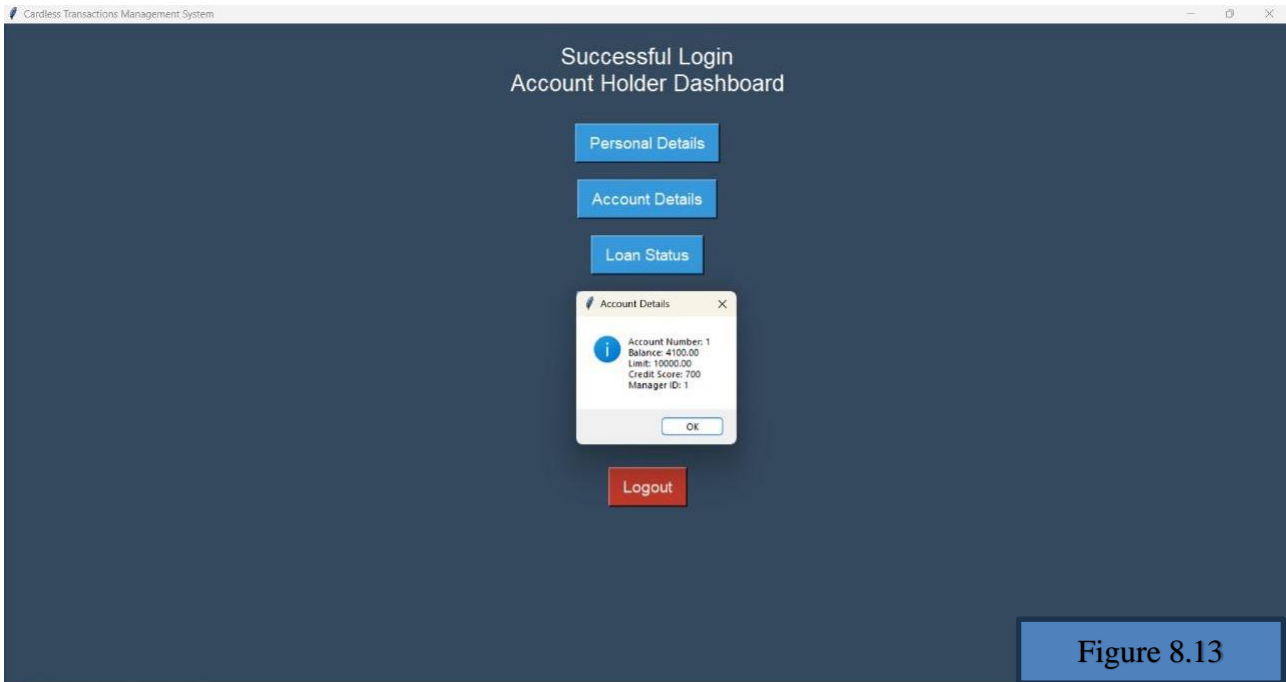 Cardless Transactions Management System
Successful Login
Account Holder Dashboard
Personal Details
Account Details
Loan Status
Account Details
Account Number: 1
Balance: 4100.00
Limit: 10000.00
Credit Score: 700
Manager ID: 1
OK
Logout
Figure 8.13